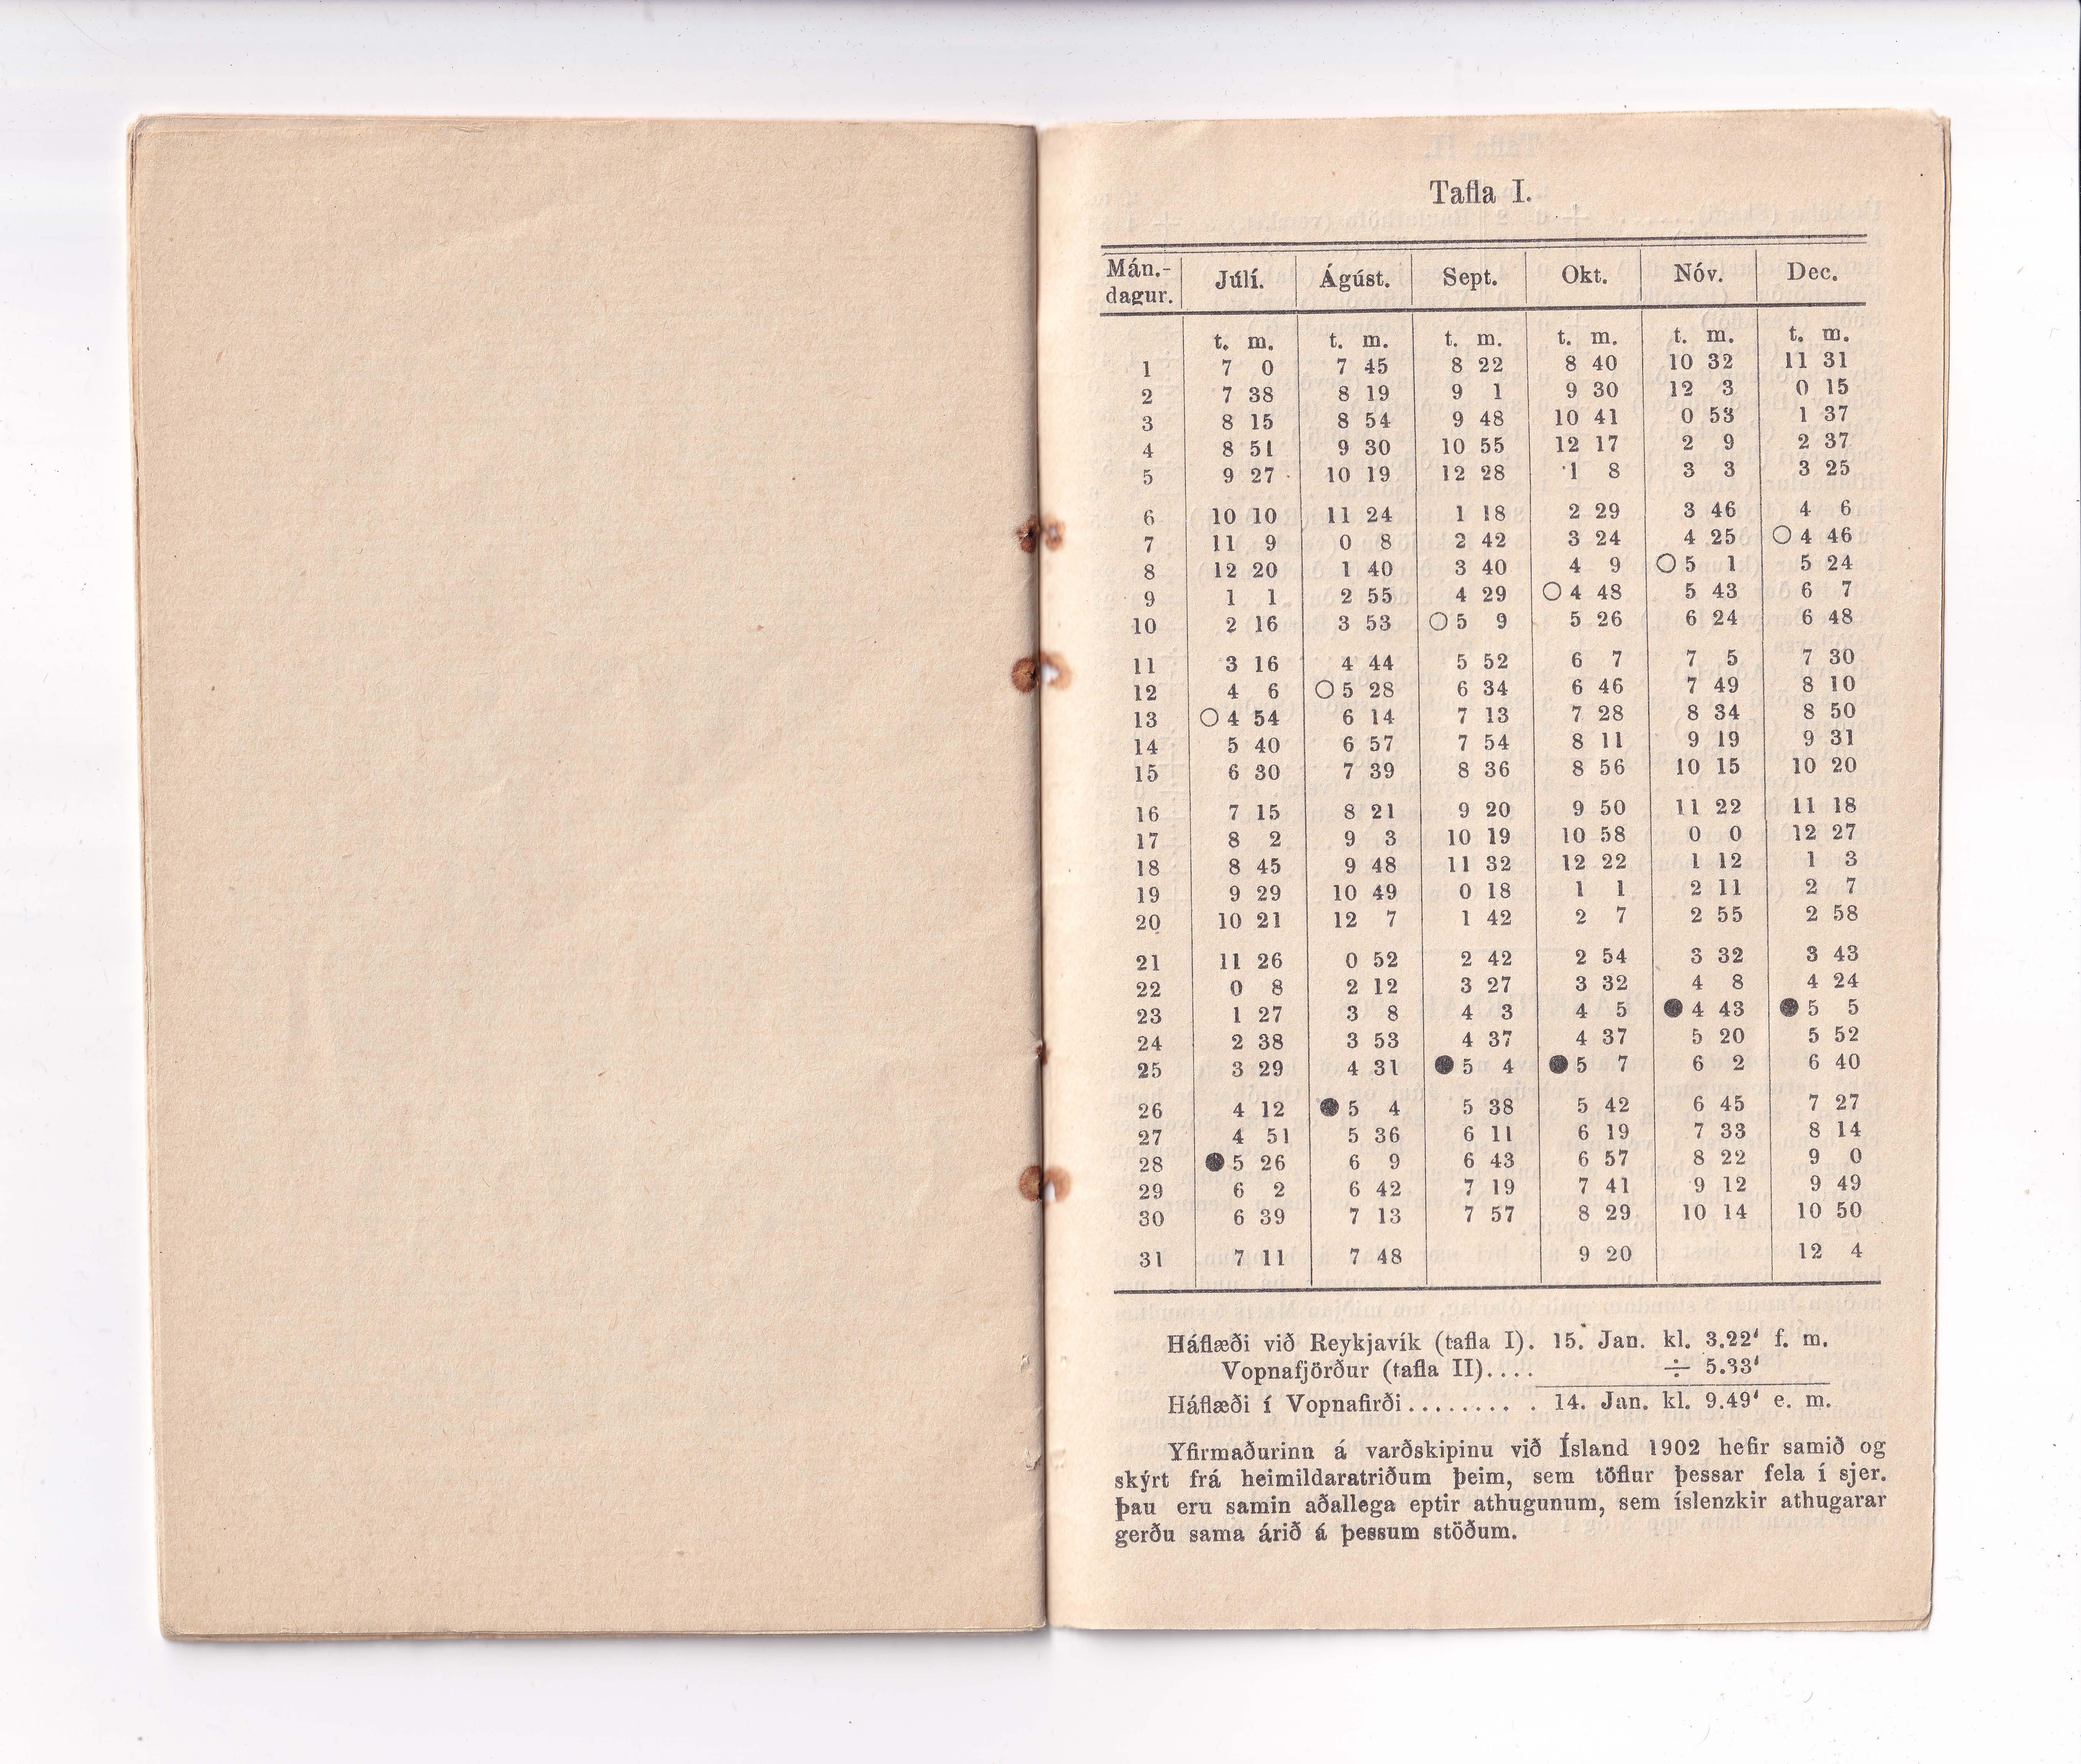 Tafla I.
Mán.- dagur. Júlí. Ágúst. Sept. Okt. Nóv. Dec.
t. m. t. m. t. m. t. m. t. m. t. m.
1 7 0 7 45 8 22 8 40 10 32 11 31
2 7 38 8 19 9 1 9 30 12 3 0 15
3 8 15 8 54 9 48 10 41 0 53 1 37
4 8 51 9 30 10 55 12 17 2 9 2 37
5 9 27 10 19 12 28 1 8 3 3 3 25
6 10 10 11 24 1 18 2 29 3 46 4 6
7 11 9 0 8 2 42 3 24 4 25 ○ 4 46
8 12 20 1 40 3 40 4 9 ○ 5 1 5 24
9 1 1 2 55 4 29 ○ 4 48 5 43 6 7
10 2 16 3 53 ○ 5 9 5 26 6 24 6 48
11 3 16 4 44 5 52 6 7 7 5 7 30
12 4 6 ○ 5 28 6 34 6 46 7 49 8 10
13 ○ 4 54 6 14 7 13 7 28 8 34 8 50
14 5 40 6 57 7 54 8 11 9 19 9 31
15 6 30 7 39 8 36 8 56 10 15 10 20
16 7 15 8 21 9 20 9 50 11 22 11 18
17 8 2 9 3 10 19 10 58 0 0 12 27
18 8 45 9 48 11 32 12 22 1 12 1 3
19 9 29 10 49 0 18 1 1 2 11 2 7
20 10 21 12 7 1 42 2 7 2 55 2 58
21 11 26 0 52 2 42 2 54 3 32 3 43
22 0 8 2 12 3 27 3 32 4 8 4 24
23 1 27 3 8 4 3 4 5 ● 4 43 ● 5 5
24 2 38 3 53 4 37 4 37 5 20 5 52
25 3 29 4 31 ● 5 4 ● 5 7 6 2 6 40
26 4 12 ● 5 4 5 38 5 42 6 45 7 27
27 4 51 5 36 6 11 6 19 7 33 8 14
28 ● 5 26 6 9 6 43 6 57 8 22 9 0
29 6 2 6 42 7 19 7 41 9 12 9 49
30 6 39 7 13 7 57 8 29 10 14 10 50
31 7 11 7 48 9 20 12 4
Háflæði við Reykjavík (tafla I). 15. Jan. kl. 3.22' f. m.
Vopnafjörður (tafla II).... ÷ 5.33'
Háflæði í Vopnafirði......... 14. Jan. kl. 9.49' e. m.
Yfirmaðurinn á varðskipinu við Ísland 1902 hefir samið og
skýrt frá heimildaratriðum þeim, sem töflur þessar fela í sjer.
Þau eru samin aðallega eptir athugunum, sem íslenzkir athugarar
gerðu sama árið á þessum stöðum.